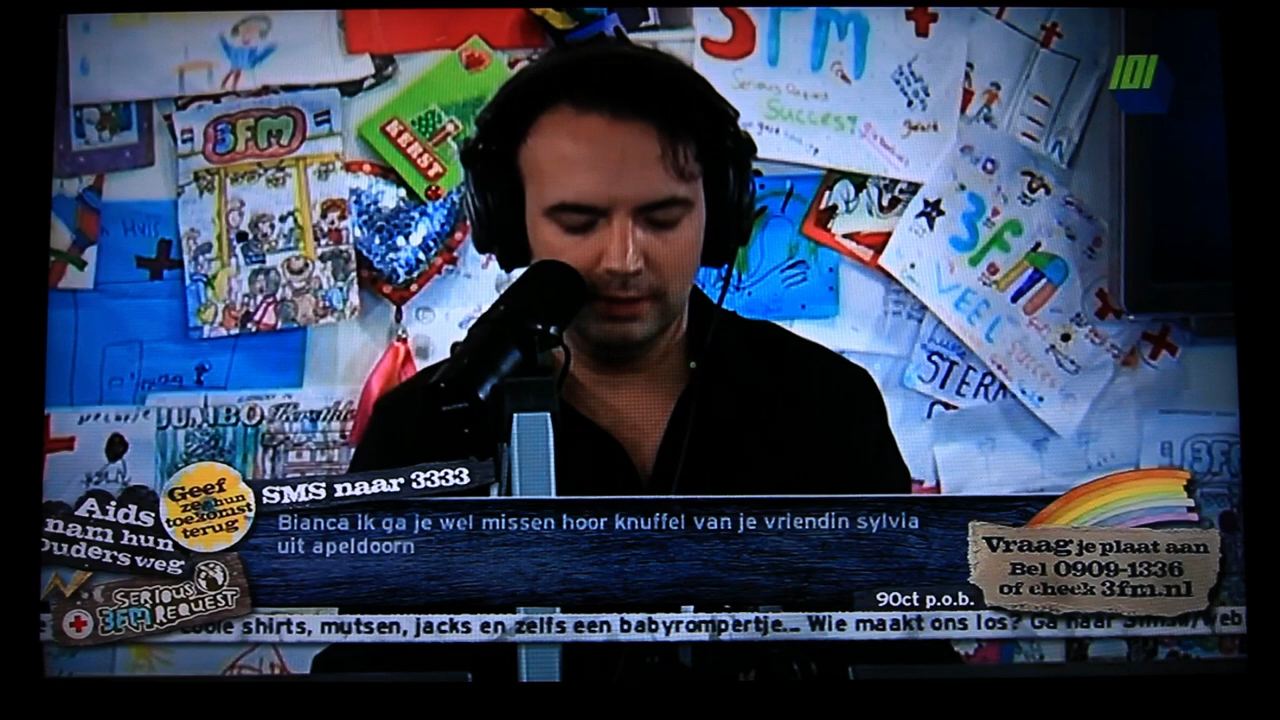 3FM
101
Serious Request
SUCCES!
3FM
KERST
3FM
VEEL
SUCCES
HUIS
STERK
JUMBO
SMS naar 3333
Geef
ze hun
toekomst
terug
Aids
nam hun
ouders weg
Bianca ik ga je wel missen hoor knuffel van je vriendin sylvia
uit apeldoorn
Vraag je plaat aan
Bel 0909-1336
of check 3fm.nl
90ct p.o.b.
SERIOUS
3FM REQUEST
coole shirts, mutsen, jacks en zelfs een babyrompertje... Wie maakt ons los? Ga naar